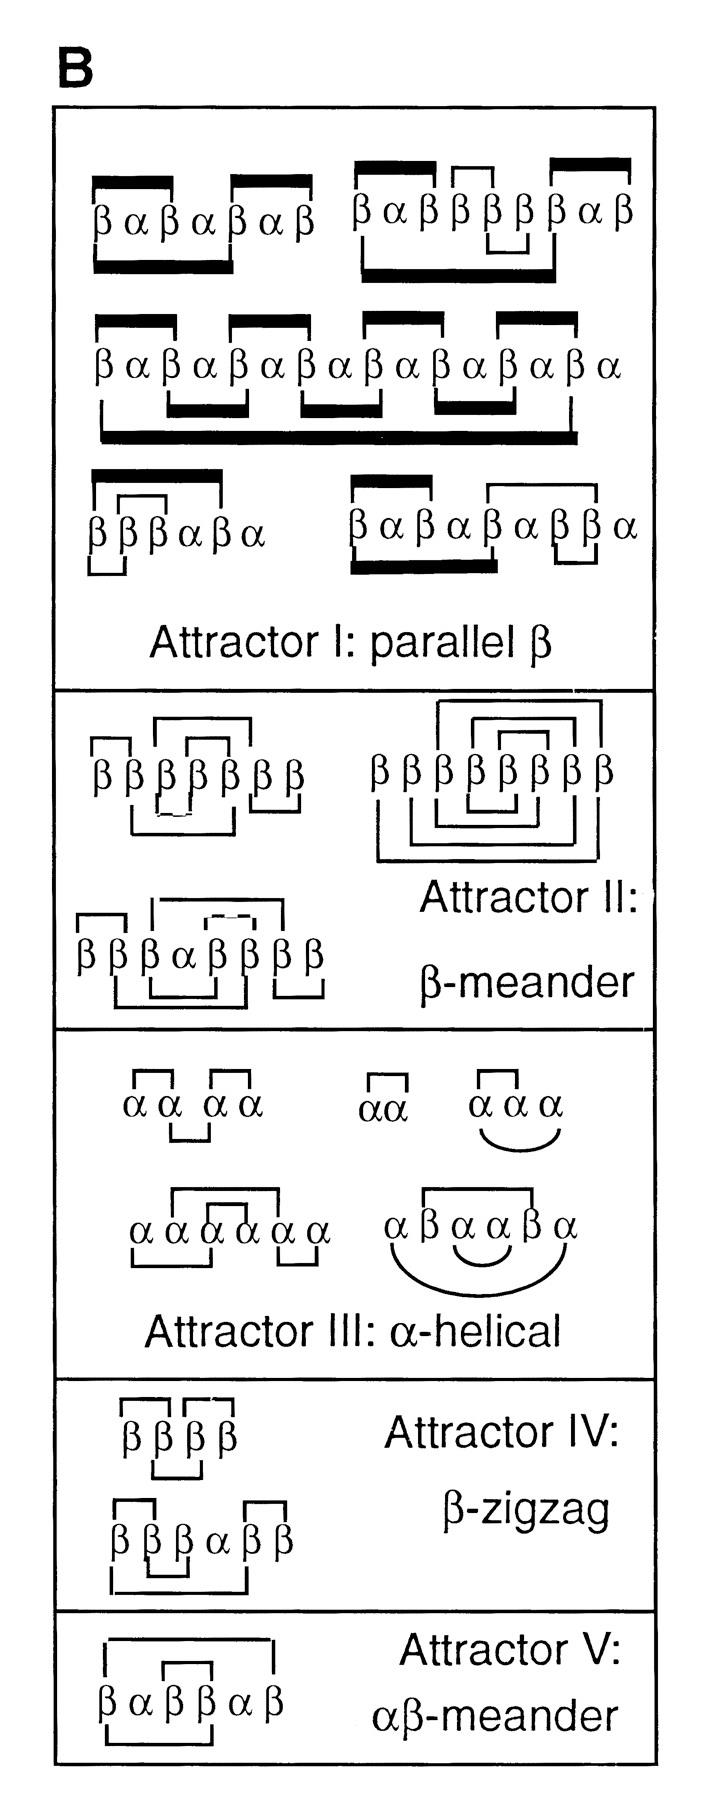 B
β α β α β α β
β α β β β β β α β
β α β α β α β α β α β α β α β α
β β β α β α
β α β α β α β β α
Attractor I: parallel β
β β β β β β β
β β β β β β β β
Attractor II:
β β β α β β β β
β-meander
α α α α
αα
α α α
α α α α α α
α β α α β α
Attractor III: α-helical
β β β β
Attractor IV:
β-zigzag
β β β α β β
Attractor V:
β α β β α β
αβ-meander